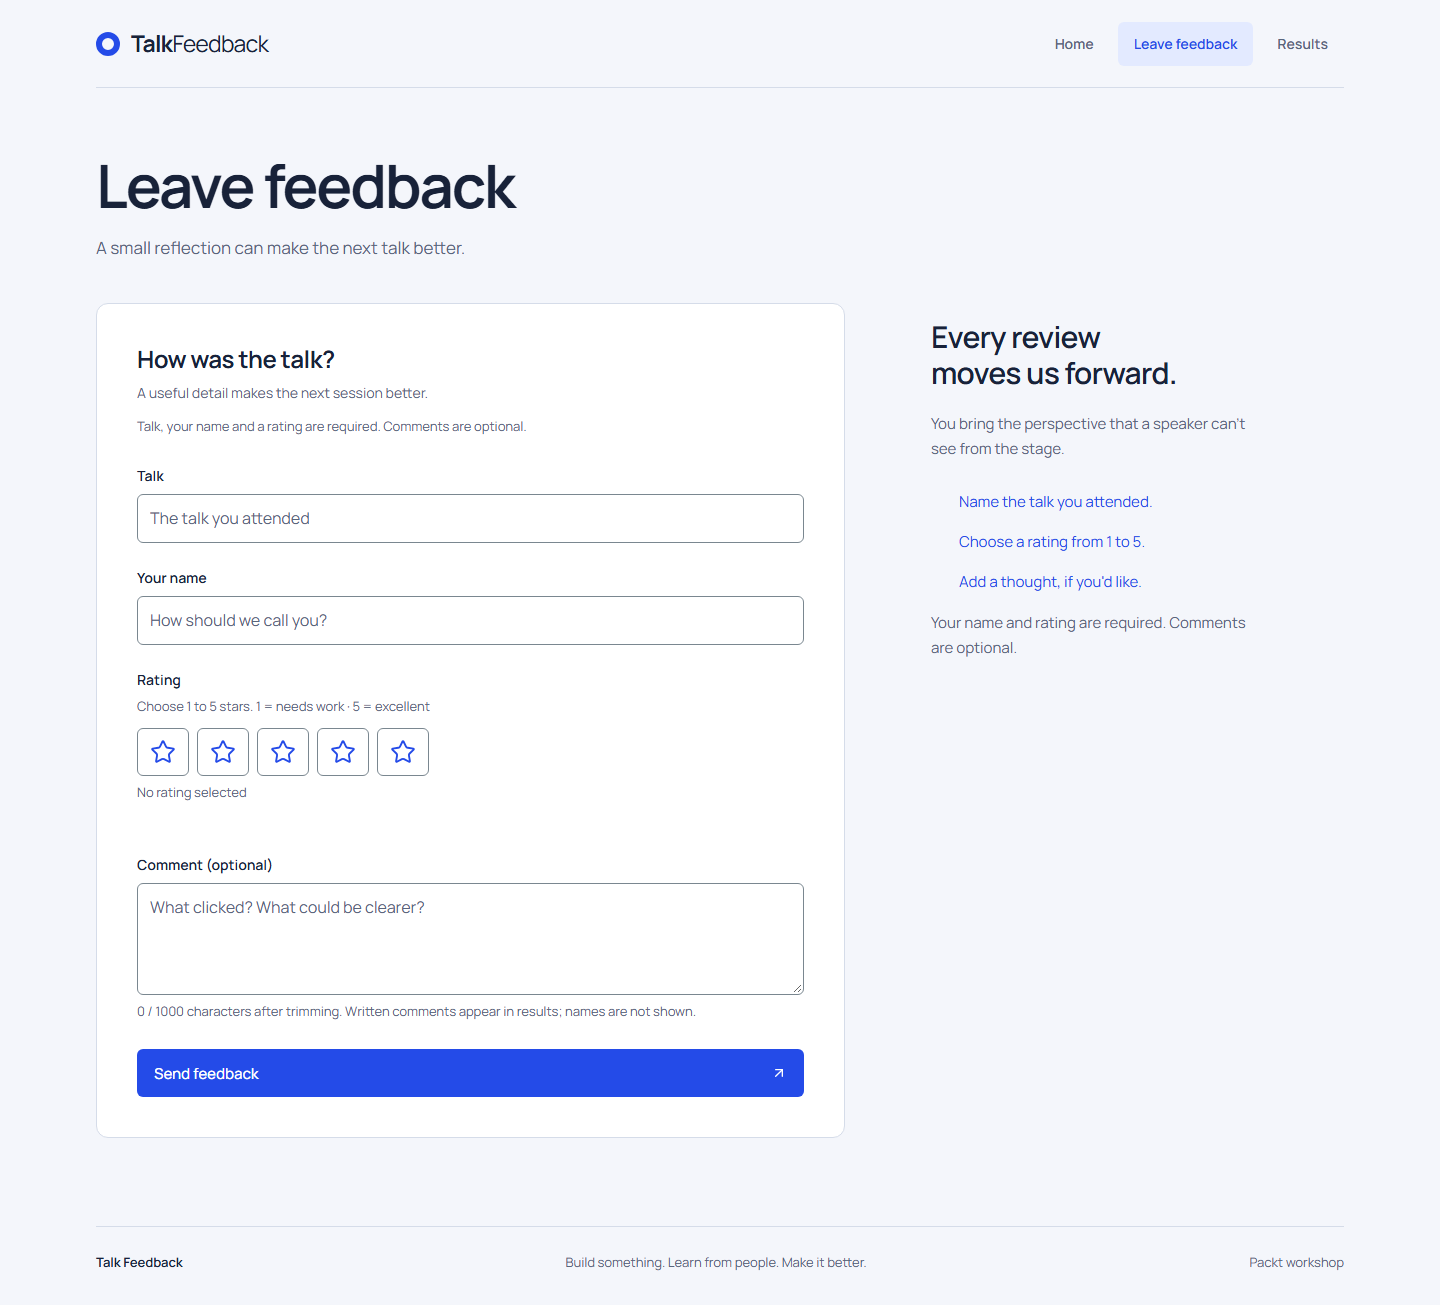 TalkFeedback
Home
Leave feedback
Results
Leave feedback
A small reflection can make the next talk better.
How was the talk?
A useful detail makes the next session better.
Talk, your name and a rating are required. Comments are optional.
Talk
The talk you attended
Your name
How should we call you?
Rating
Choose 1 to 5 stars. 1 = needs work · 5 = excellent
No rating selected
Comment (optional)
What clicked? What could be clearer?
0 / 1000 characters after trimming. Written comments appear in results; names are not shown.
Send feedback
Every review
moves us forward.
You bring the perspective that a speaker can't
see from the stage.
Name the talk you attended.
Choose a rating from 1 to 5.
Add a thought, if you'd like.
Your name and rating are required. Comments
are optional.
Talk Feedback
Build something. Learn from people. Make it better.
Packt workshop